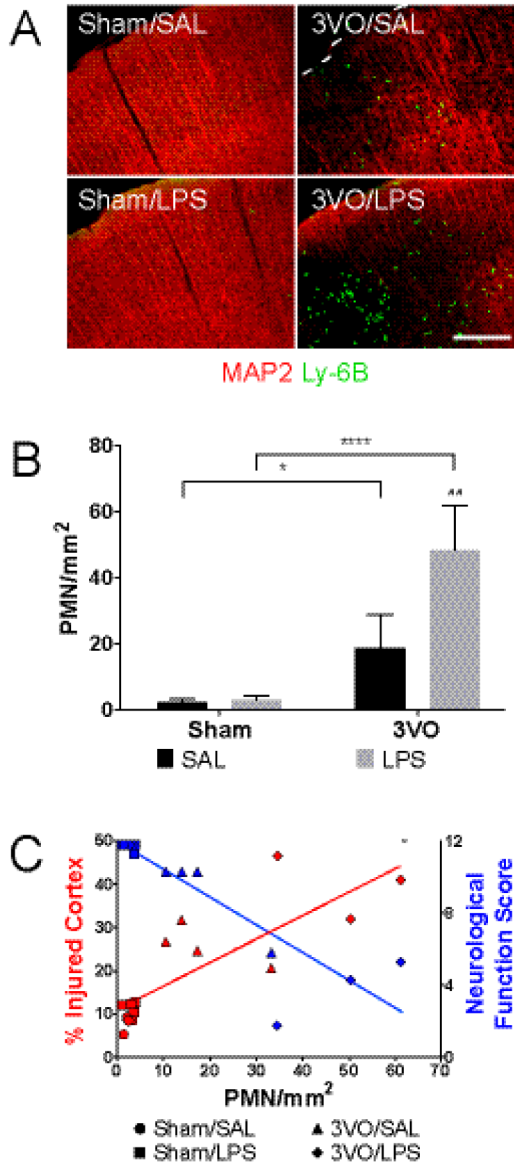 A
Sham/SAL 3VO/SAL
Sham/LPS 3VO/LPS
MAP2 Ly-6B
B
80
60
40
20
0
PMN/mm2
*
****
Sham 3VO
SAL LPS
C
50
40
30
20
10
0
% Injured Cortex
12
8
4
0
Neurological
Function Score
0 10 20 30 40 50 60 70
PMN/mm2
Sham/SAL 3VO/SAL
Sham/LPS 3VO/LPS